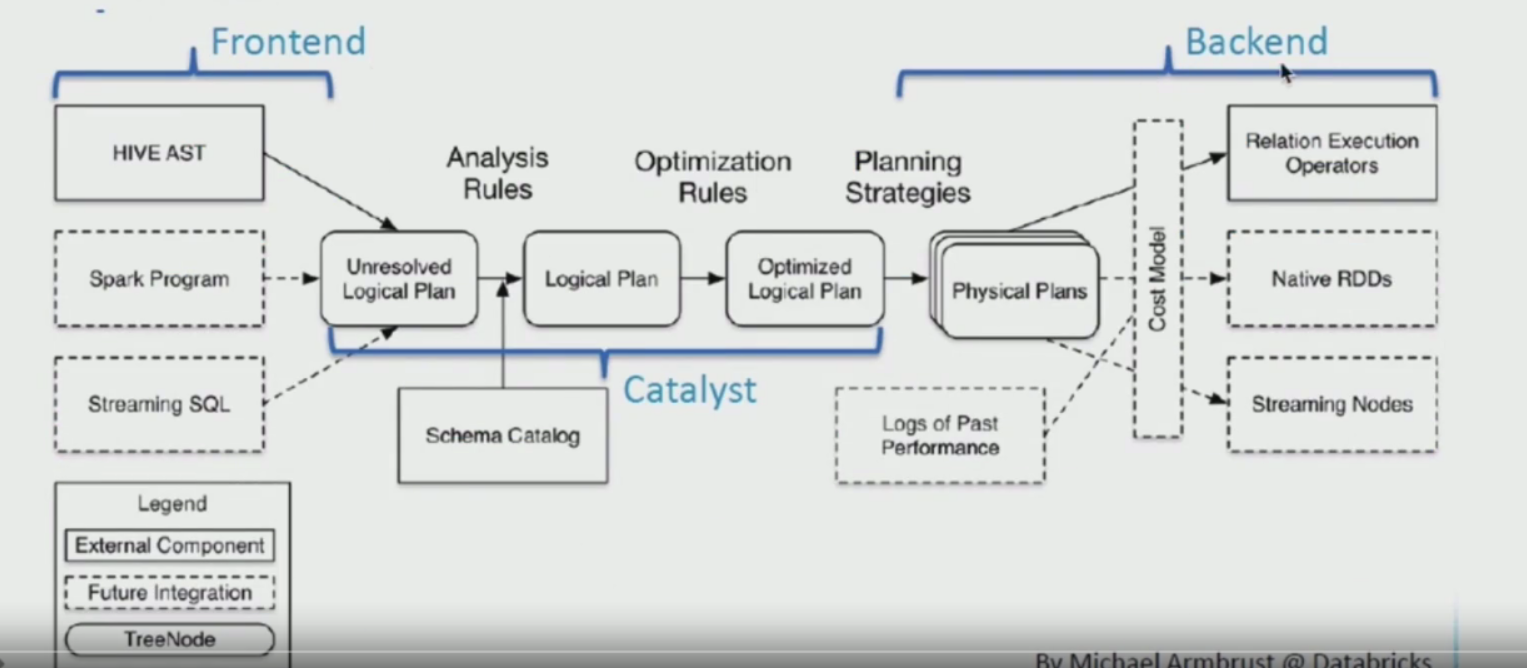 Frontend
Backend
HIVE AST
Analysis
Rules
Optimization
Rules
Planning
Strategies
Relation Execution
Operators
Spark Program
Unresolved
Logical Plan
Logical Plan
Optimized
Logical Plan
Physical Plans
Cost Model
Native RDDs
Streaming SQL
Schema Catalog
Catalyst
Logs of Past
Performance
Streaming Nodes
Legend
External Component
Future Integration
TreeNode
By Michael Armbrust @ Databricks